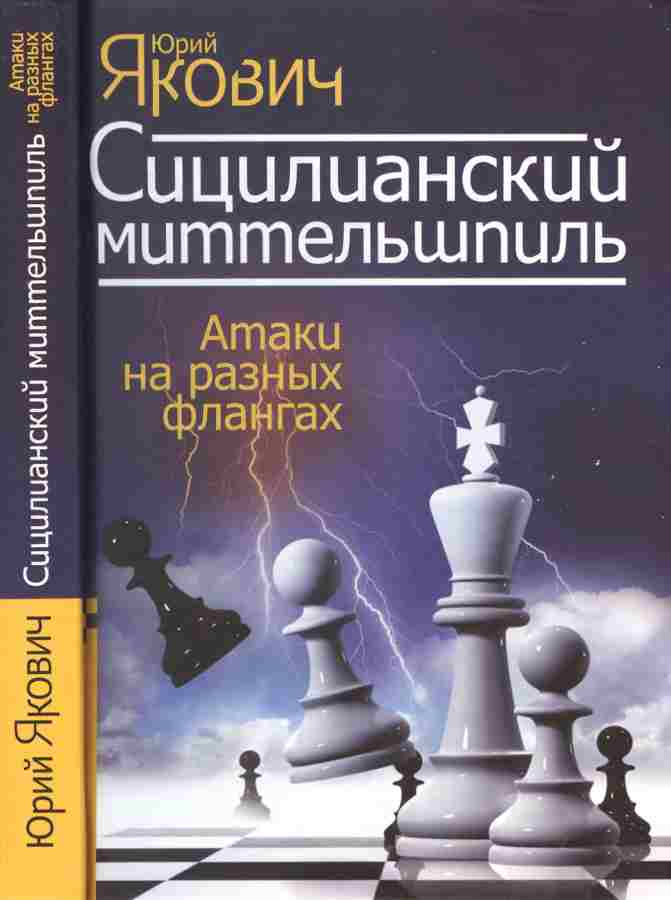 Юрий
Якович
Сицилианский
миттельшпиль
Атаки
на разных
флангах
Юрий Якович Сицилианский миттельшпиль
Атаки
на разных
флангах